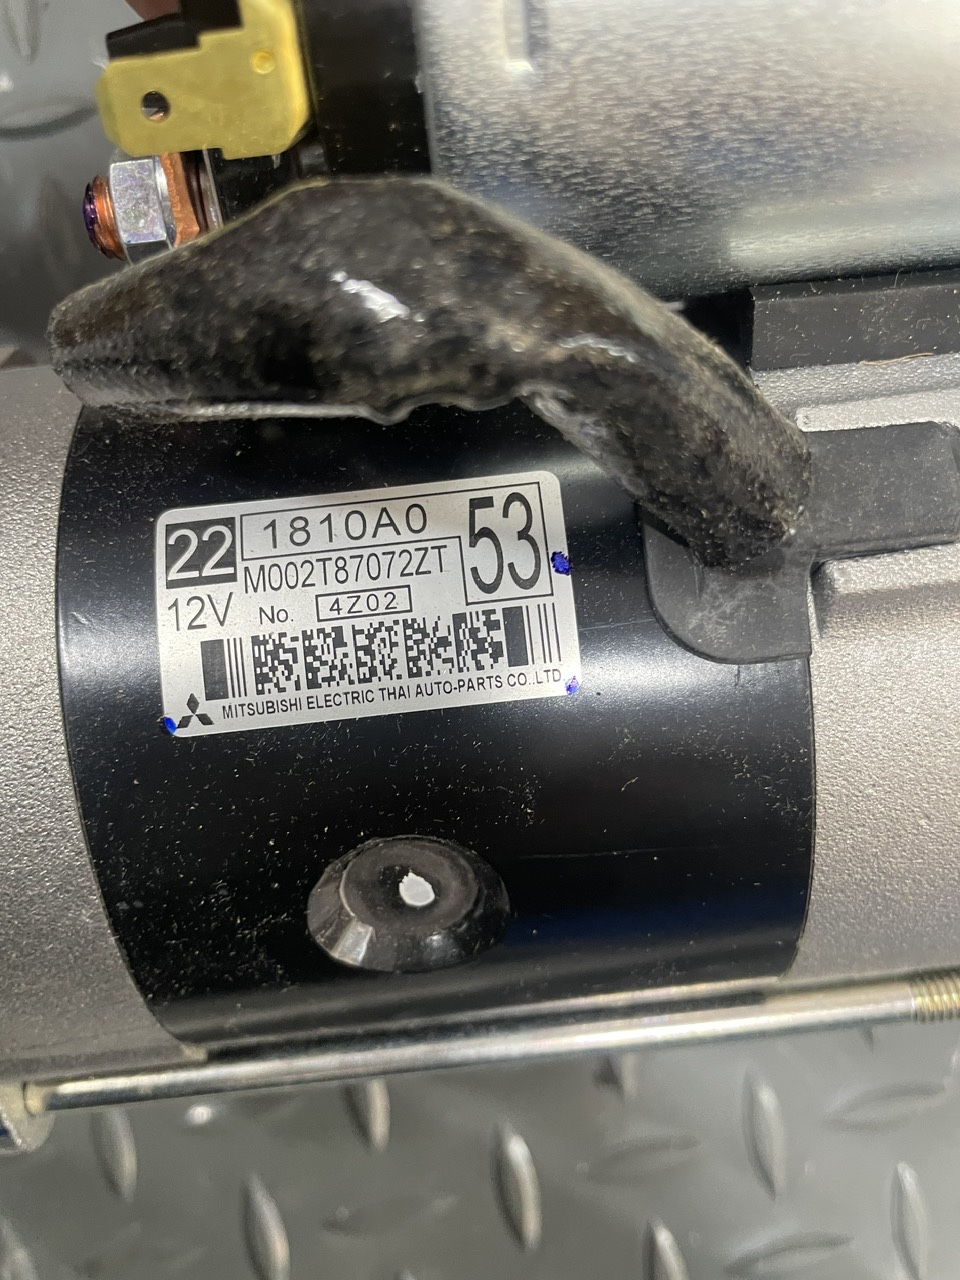 22 1810A0 53
M002T87072ZT
12V No. 4Z02
MITSUBISHI ELECTRIC THAI AUTO-PARTS CO.,LTD.